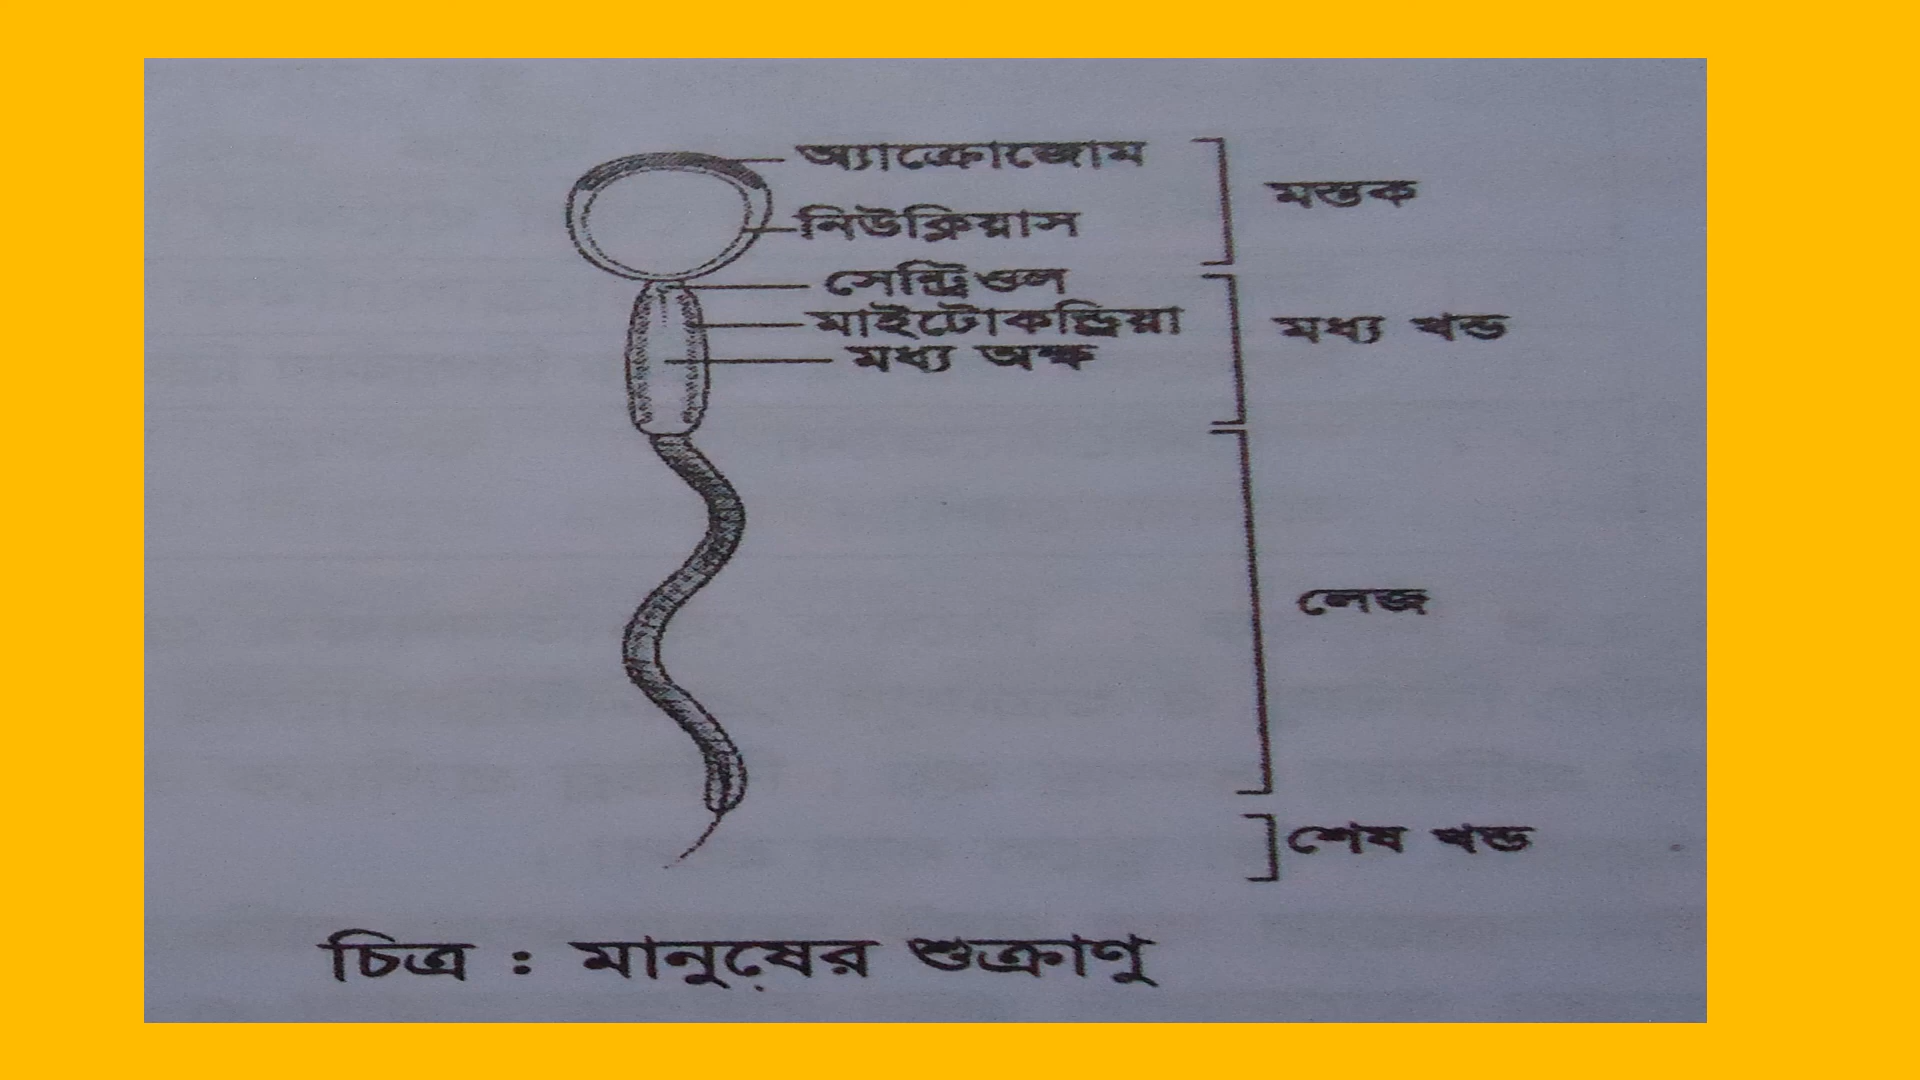 অ্যাক্রোজোম
মস্তক
নিউক্লিয়াস
সেন্ট্রিওল
মাইটোকন্ড্রিয়া
মধ্য খন্ড
মধ্য অক্ষ
লেজ
শেষ খন্ড
চিত্র : মানুষের শুক্রাণু